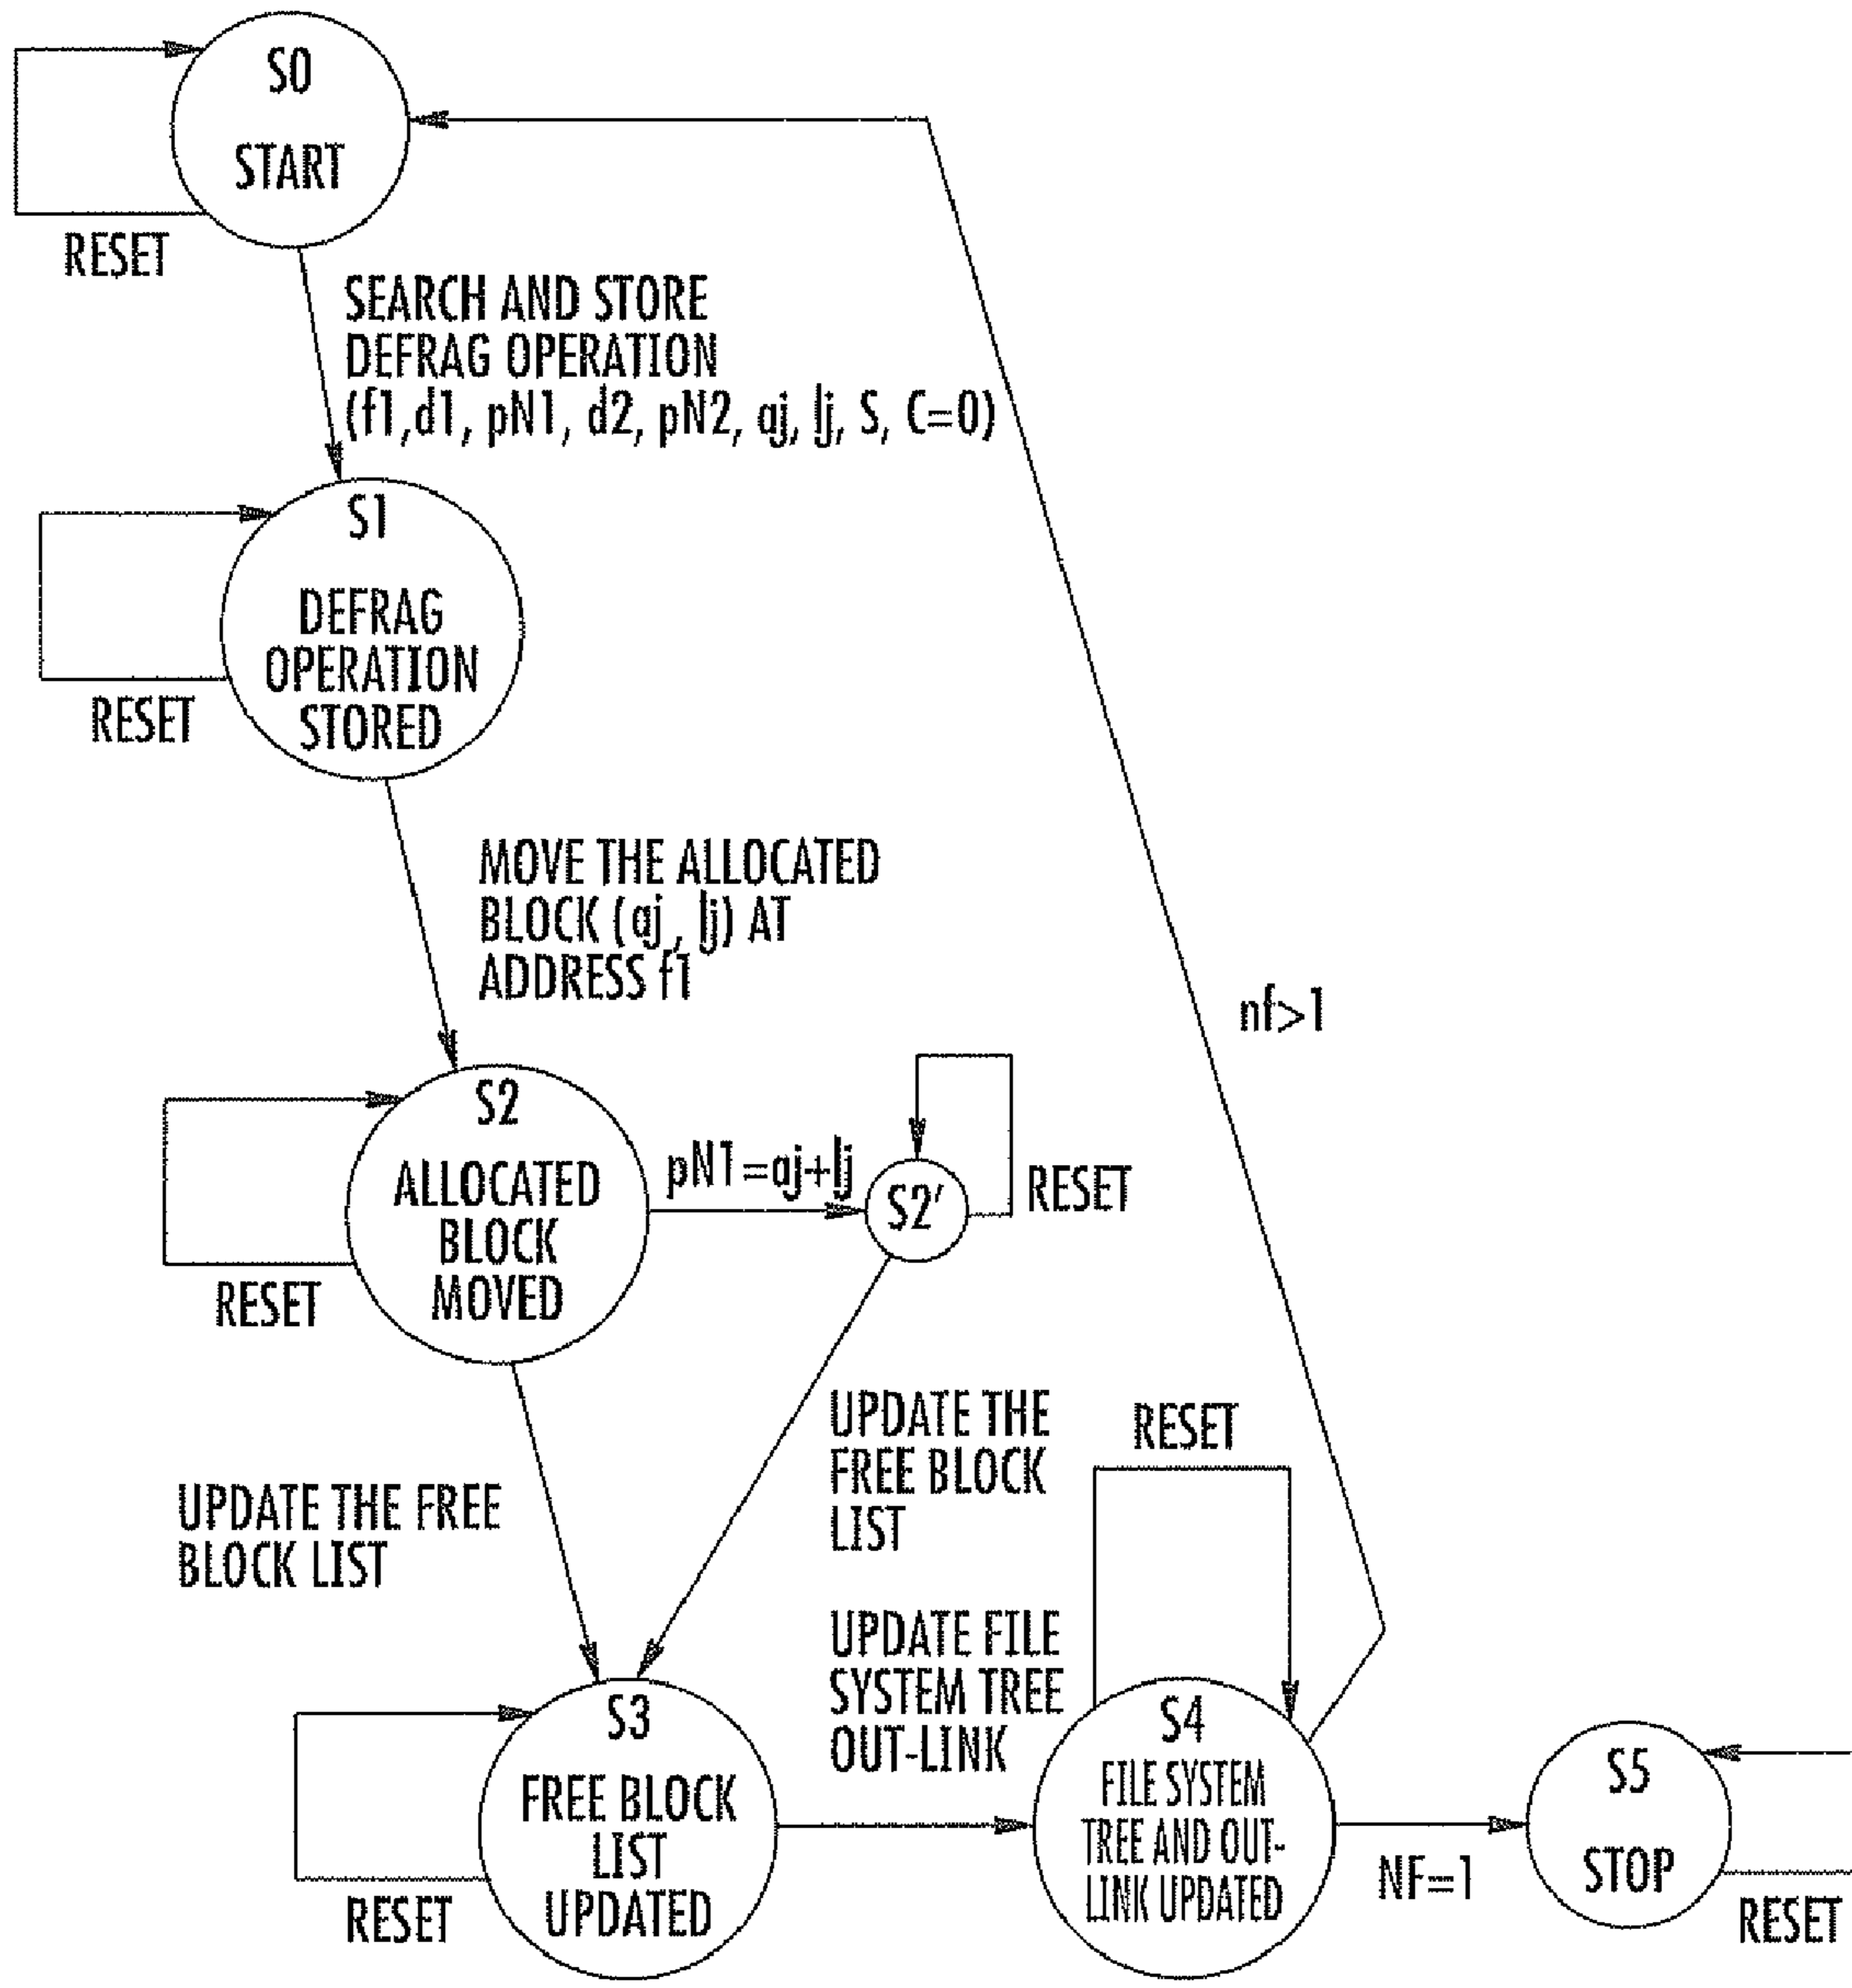 S0
START
RESET
SEARCH AND STORE
DEFRAG OPERATION
(f1,d1, pN1, d2, pN2, aj, lj, S, C=0)
S1
DEFRAG
OPERATION
STORED
RESET
MOVE THE ALLOCATED
BLOCK (aj , lj) AT
ADDRESS f1
nf>1
S2
ALLOCATED
BLOCK
MOVED
RESET
pN1=aj+lj
S2'
RESET
UPDATE THE FREE
BLOCK LIST
UPDATE THE
FREE BLOCK
LIST
RESET
UPDATE FILE
SYSTEM TREE
OUT-LINK
S3
FREE BLOCK
LIST
UPDATED
RESET
S4
FILE SYSTEM
TREE AND OUT-
LINK UPDATED
NF=1
S5
STOP
RESET